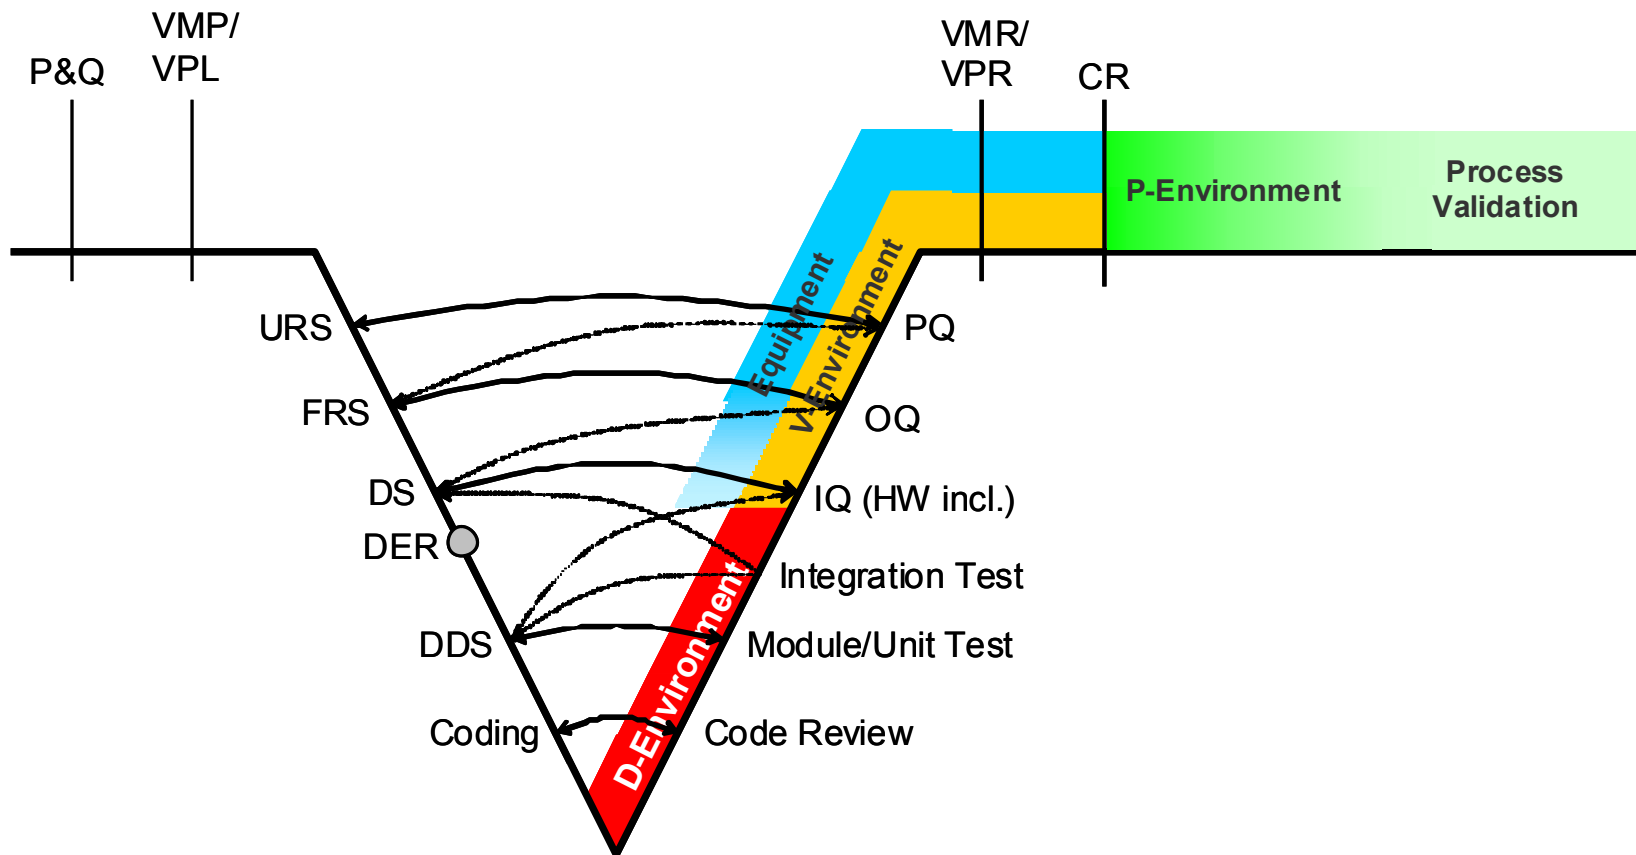 P&Q
VMP/
VPL
VMR/
VPR
CR
P-Environment
Process
Validation
Equipment
V-Environment
D-Environment
URS
PQ
FRS
OQ
DS
IQ (HW incl.)
DER
Integration Test
DDS
Module/Unit Test
Coding
Code Review